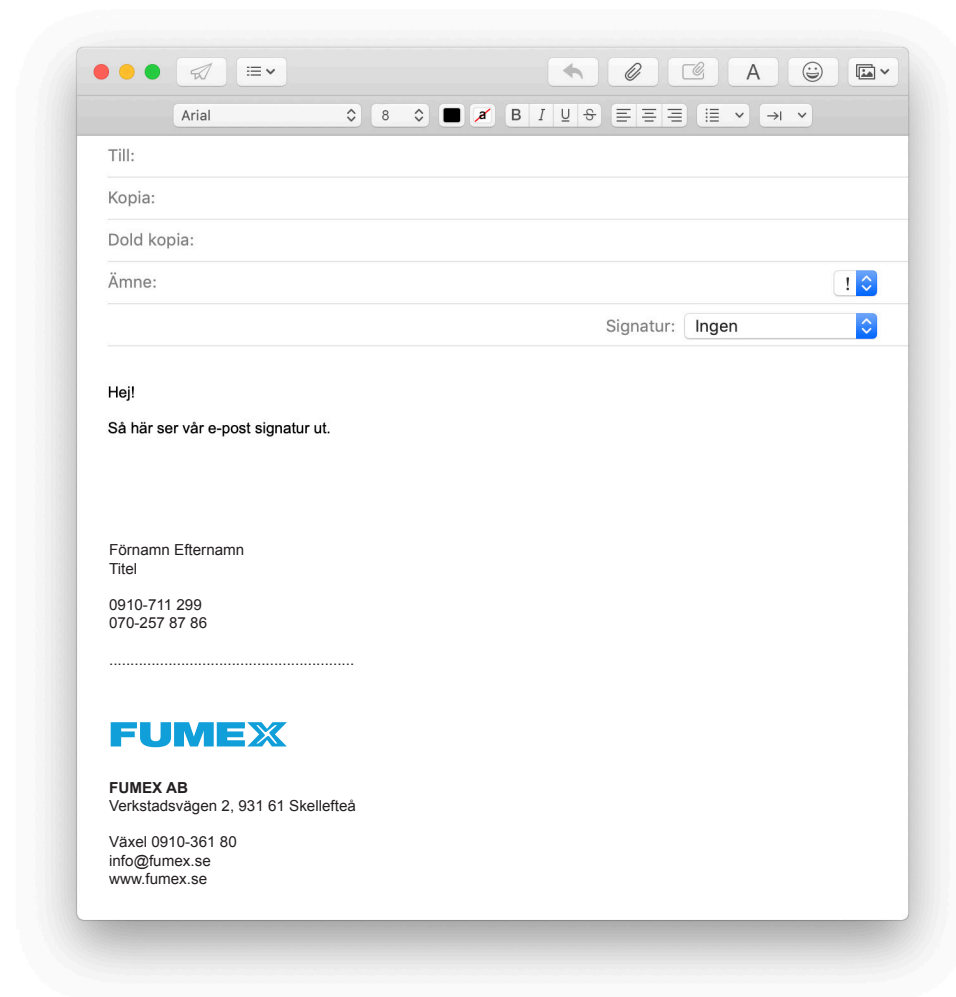 Arial
8
a
B I U S
A
Till:
Kopia:
Dold kopia:
Ämne:
!
Signatur: Ingen
Hej!
Så här ser vår e-post signatur ut.
Förnamn Efternamn
Titel
0910-711 299
070-257 87 86
..........................................................
FUMEX
FUMEX AB
Verkstadsvägen 2, 931 61 Skellefteå
Växel 0910-361 80
info@fumex.se
www.fumex.se